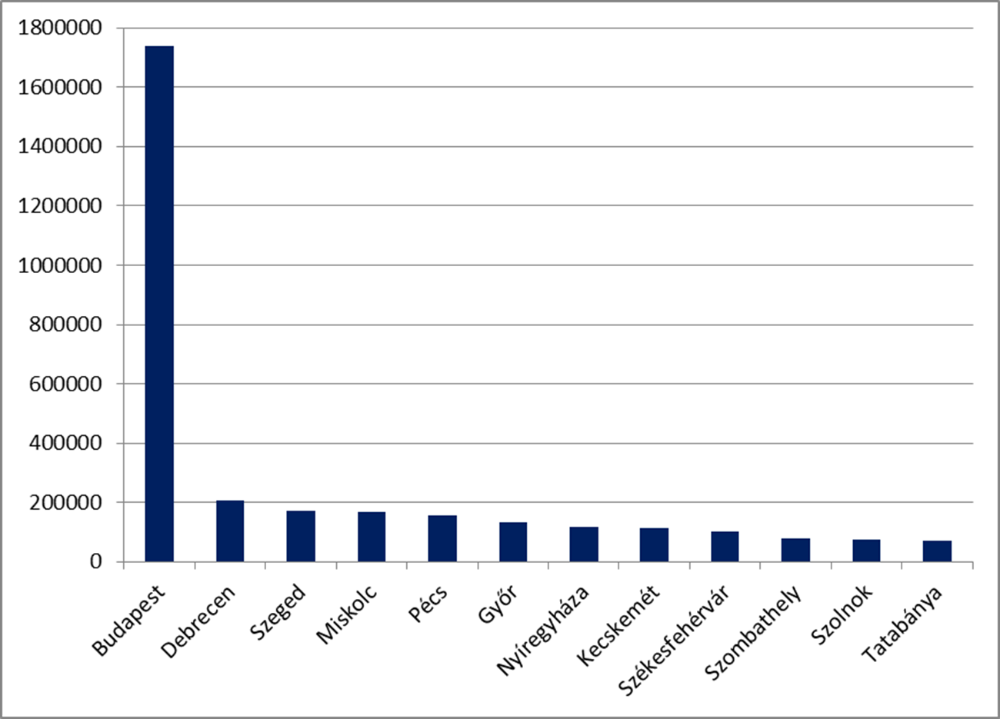 1800000
1600000
1400000
1200000
1000000
800000
600000
400000
200000
0
Budapest
Debrecen
Szeged
Miskolc
Pécs
Győr
Nyíregyháza
Kecskemét
Székesfehérvár
Szombathely
Szolnok
Tatabánya